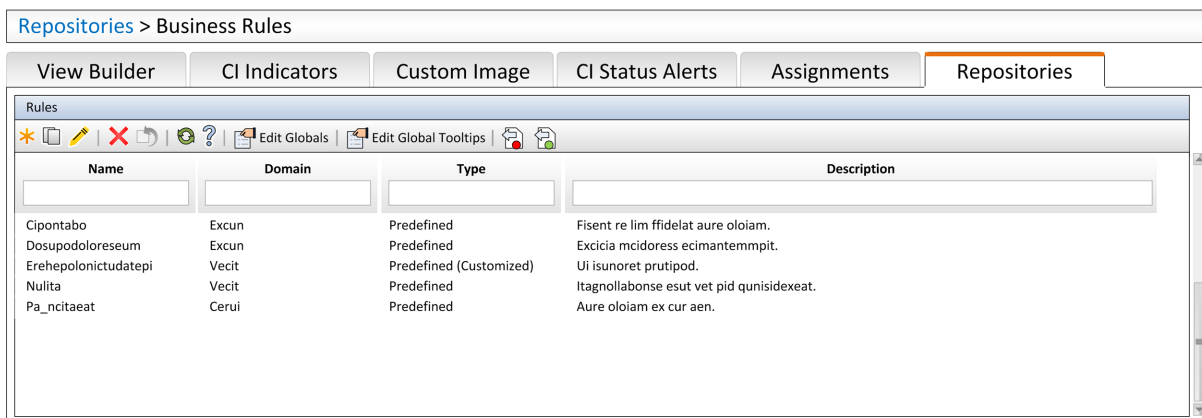 Repositories > Business Rules
View Builder CI Indicators Custom Image CI Status Alerts Assignments Repositories
Rules
Edit Globals | Edit Global Tooltips
Name Domain Type Description
Cipontabo Excun Predefined Fisent re lim ffidelat aure oloiam.
Dosupodoloreseum Excun Predefined Excicia mcidoress ecimantemmpit.
Erehepolonictudatepi Vecit Predefined (Customized) Ui isunoret prutipod.
Nulita Vecit Predefined Itagnollabonse esut vet pid qunisidexeat.
Pa_ncitaeat Cerui Predefined Aure oloiam ex cur aen.